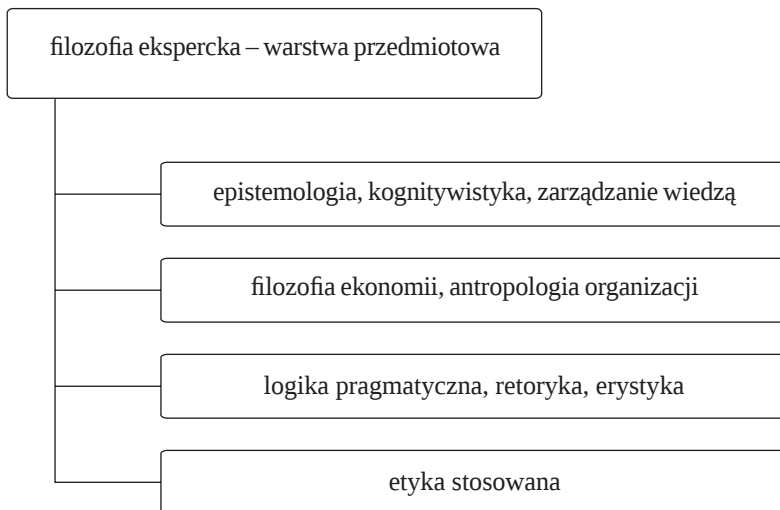 filozofia ekspercka – warstwa przedmiotowa
epistemologia, kognitywistyka, zarządzanie wiedzą
filozofia ekonomii, antropologia organizacji
logika pragmatyczna, retoryka, erystyka
etyka stosowana